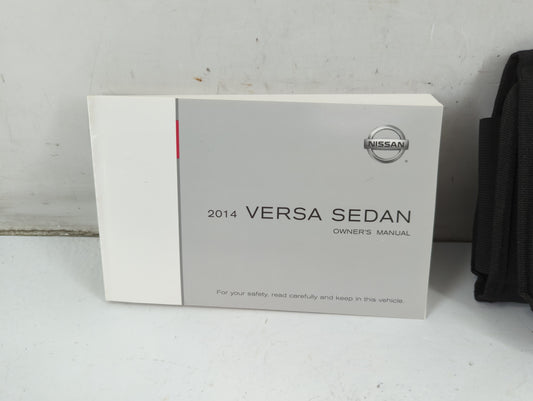 NISSAN
2014 VERSA SEDAN
OWNER'S MANUAL
For your safety, read carefully and keep in this vehicle.